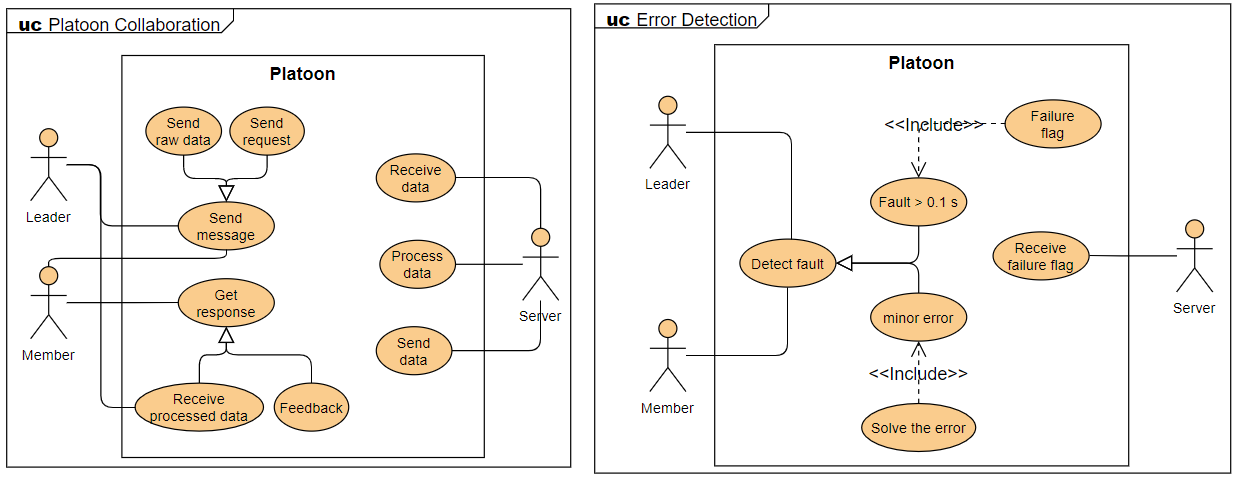 uc Platoon Collaboration
Platoon
Send
raw data
Send
request
Leader
Send
message
Member
Get
response
Receive
processed data
Feedback
Receive
data
Process
data
Send
data
Server
uc Error Detection
Platoon
Leader
Member
Detect fault
<<Include>>
Failure
flag
Fault > 0.1 s
Receive
failure flag
minor error
<<Include>>
Solve the error
Server